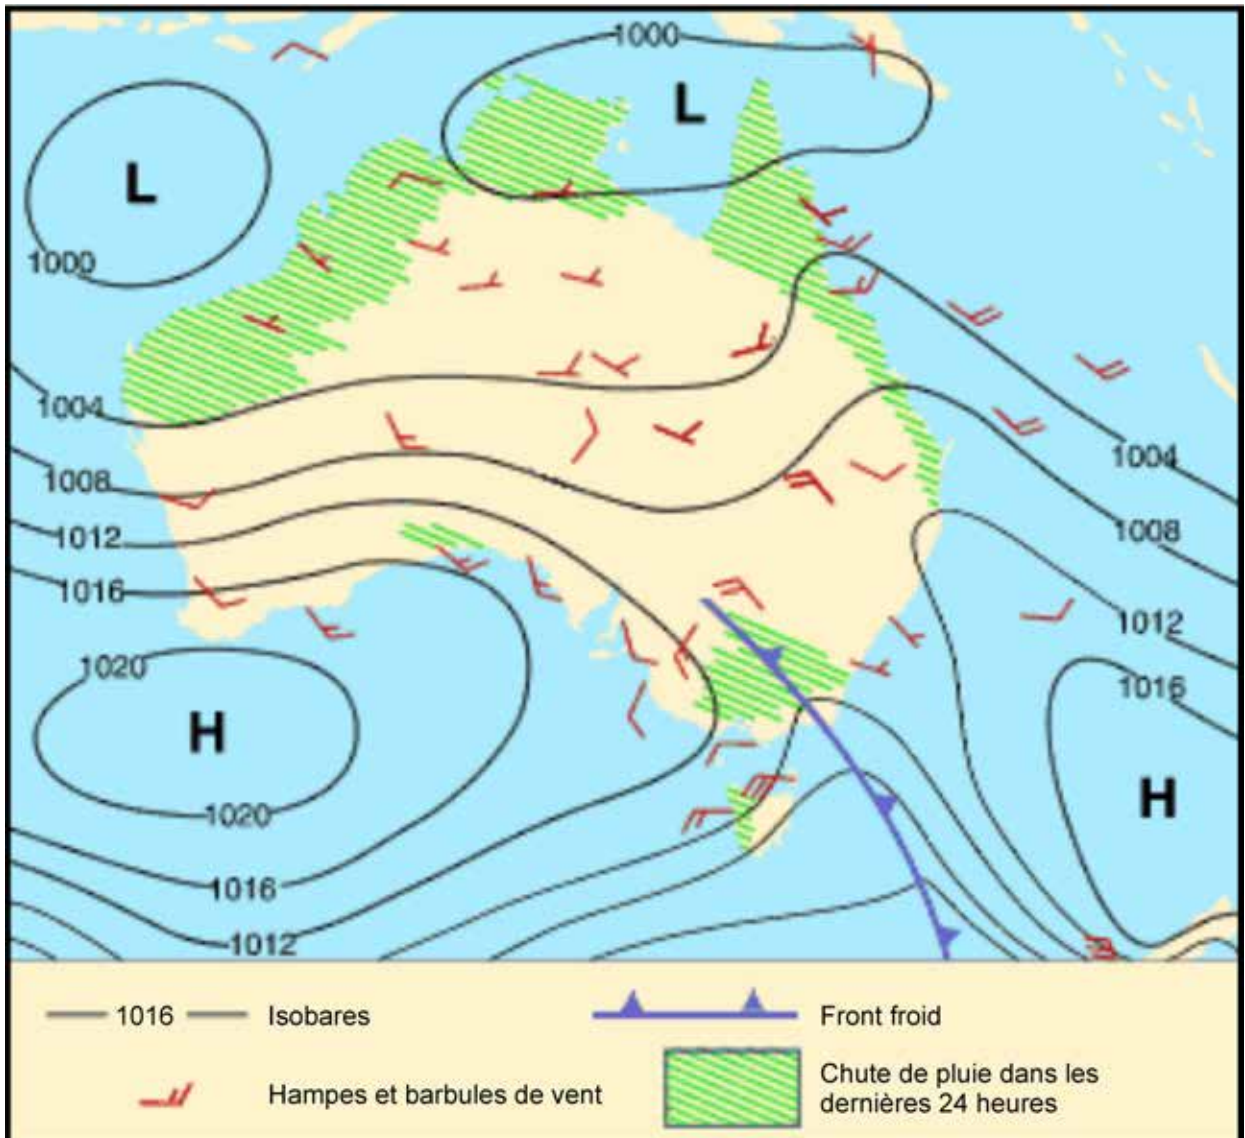 1000
L
L
1000
1004
1008
1012
1016
1004
1008
1012
1016
1020
H
1020
H
1016
1012
1016 Isobares
Front froid
Hampes et barbules de vent
Chute de pluie dans les
dernières 24 heures